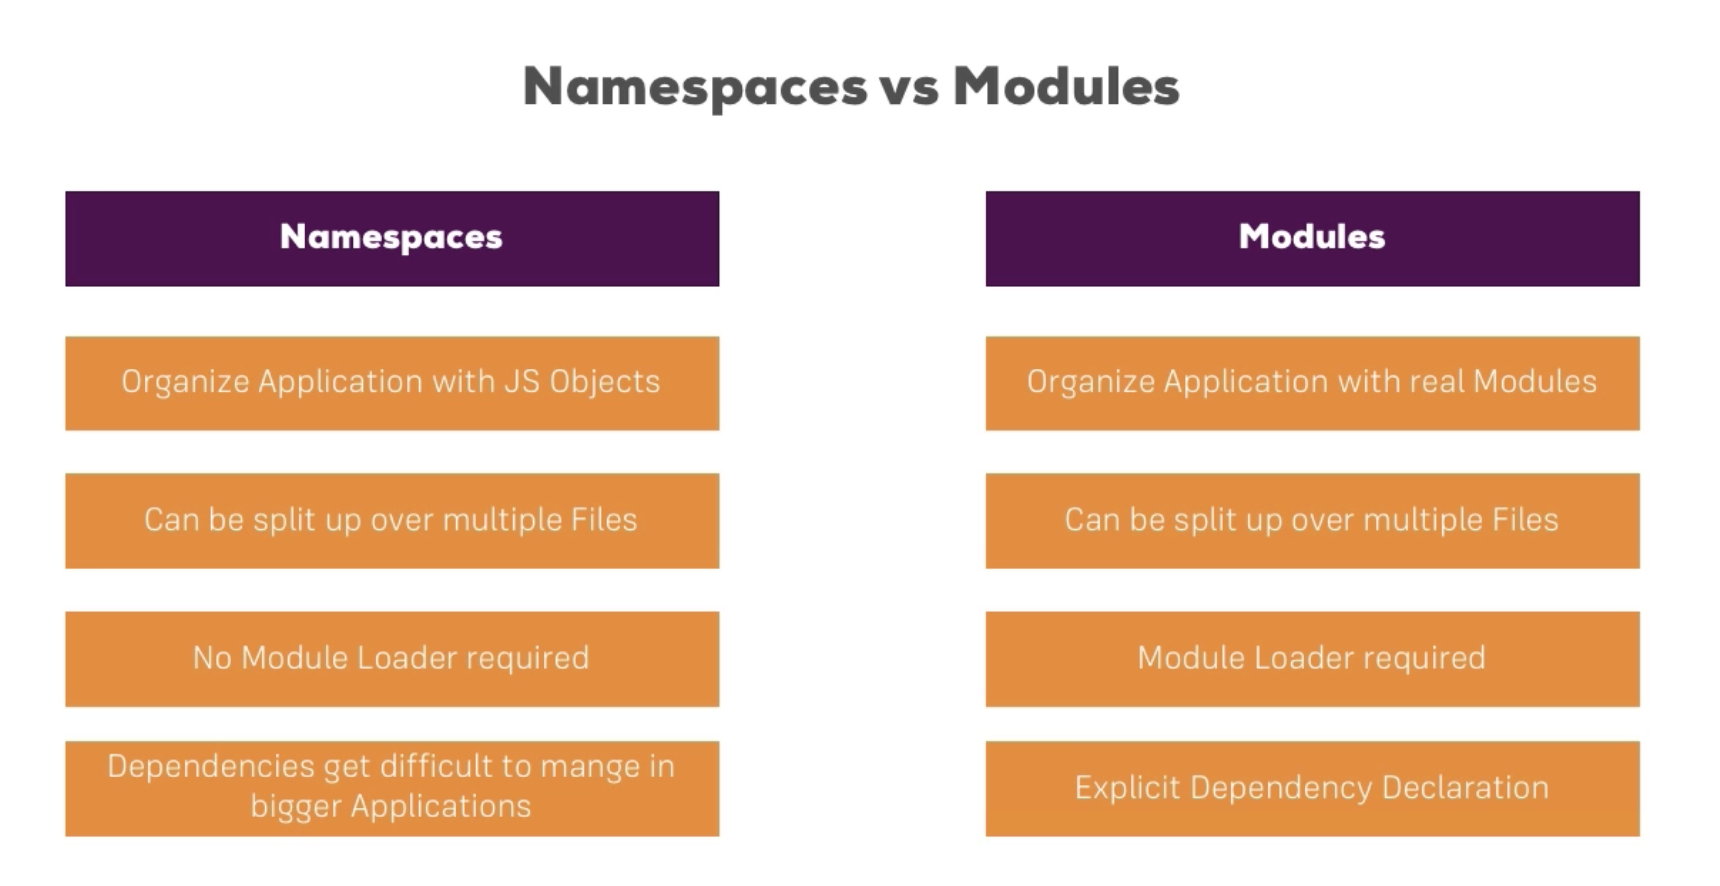 Namespaces vs Modules
Namespaces
Organize Application with JS Objects
Can be split up over multiple Files
No Module Loader required
Dependencies get difficult to mange in
bigger Applications
Modules
Organize Application with real Modules
Can be split up over multiple Files
Module Loader required
Explicit Dependency Declaration